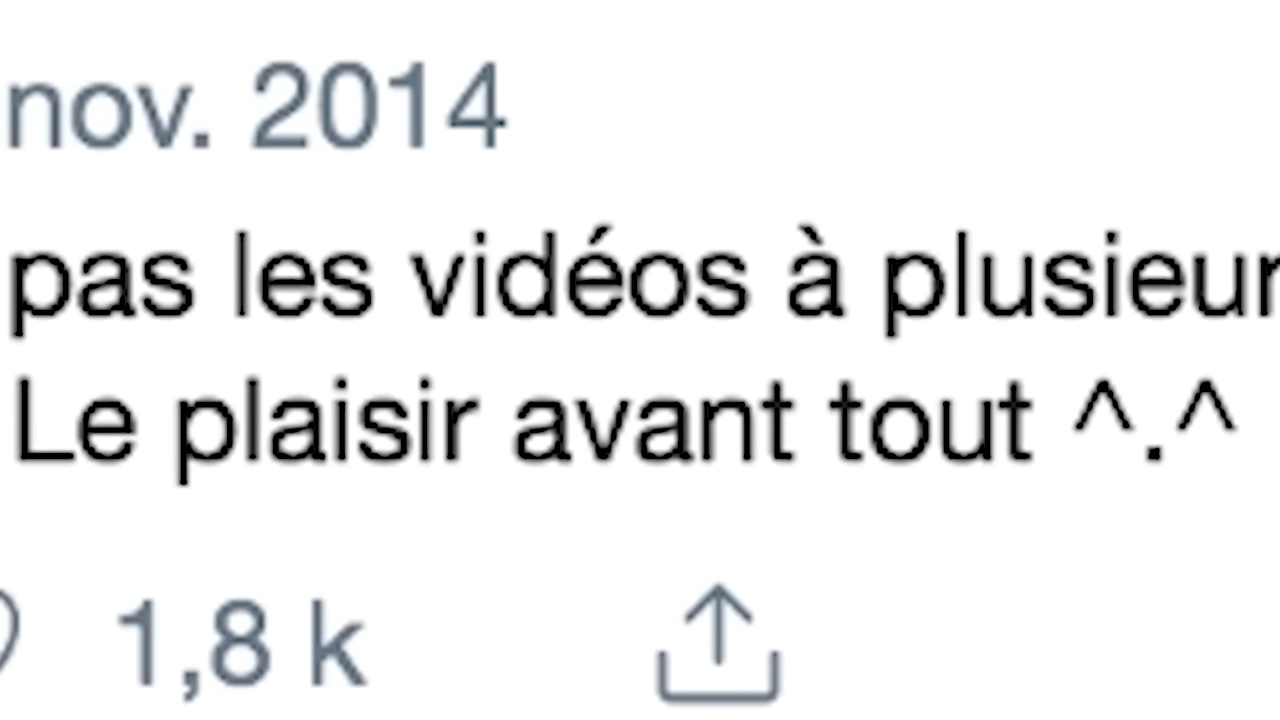 nov. 2014
pas les vidéos à plusieur
Le plaisir avant tout ^.^
1,8 k